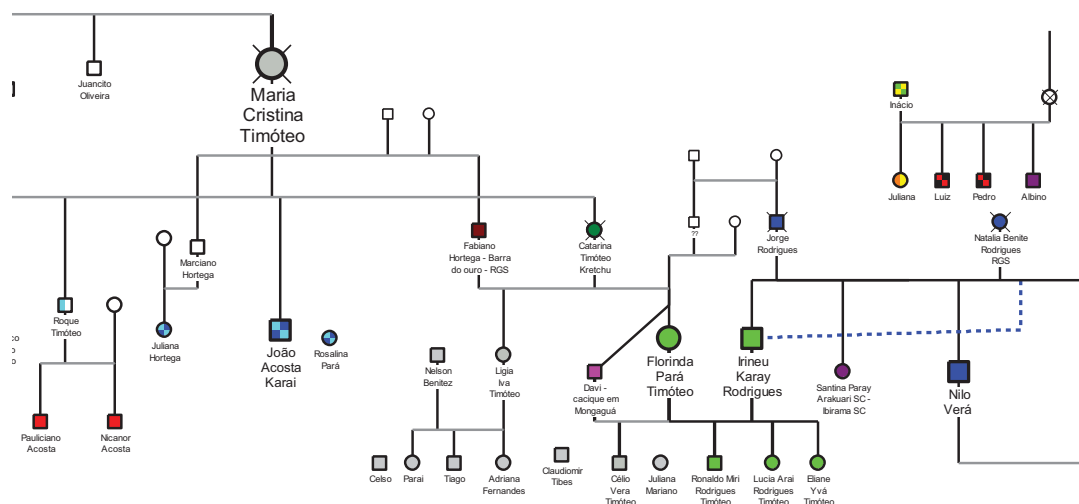 Juancito
Oliveira
Maria
Cristina
Timóteo
Inácio
Juliana
Luiz
Pedro
Albino
??
Marciano
Hortega
Fabiano
Hortega - Barra
do ouro - RGS
Catarina
Timóteo
Kretchu
Jorge
Rodrigues
Natalia Benite
Rodrigues
RGS
co
o
o
Roque
Timóteo
Juliana
Hortega
João
Acosta
Karai
Rosalina
Pará
Nelson
Benitez
Ligia
Iva
Timóteo
Davi -
cacique em
Mongaguá
Florinda
Pará
Timóteo
Irineu
Karay
Rodrigues
Santina Paray
Arakuari SC -
Ibirama SC
Nilo
Verá
Pauliciano
Acosta
Nicanor
Acosta
Celso
Parai
Tiago
Adriana
Fernandes
Claudiomir
Tibes
Célio
Vera
Timóteo
Juliana
Mariano
Ronaldo Miri
Rodrigues
Timóteo
Lucia Arai
Rodrigues
Timóteo
Eliane
Yvá
Timóteo